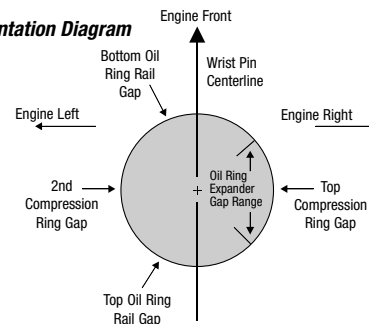 ntation Diagram
Engine Front
Bottom Oil
Ring Rail
Gap
Wrist Pin
Centerline
Engine Left
Engine Right
2nd
Compression
Ring Gap
Oil Ring
Expander
Gap Range
Top
Compression
Ring Gap
Top Oil Ring
Rail Gap